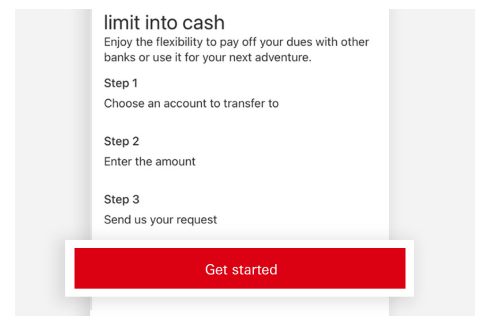 limit into cash
Enjoy the flexibility to pay off your dues with other
banks or use it for your next adventure.
Step 1
Choose an account to transfer to
Step 2
Enter the amount
Step 3
Send us your request
Get started